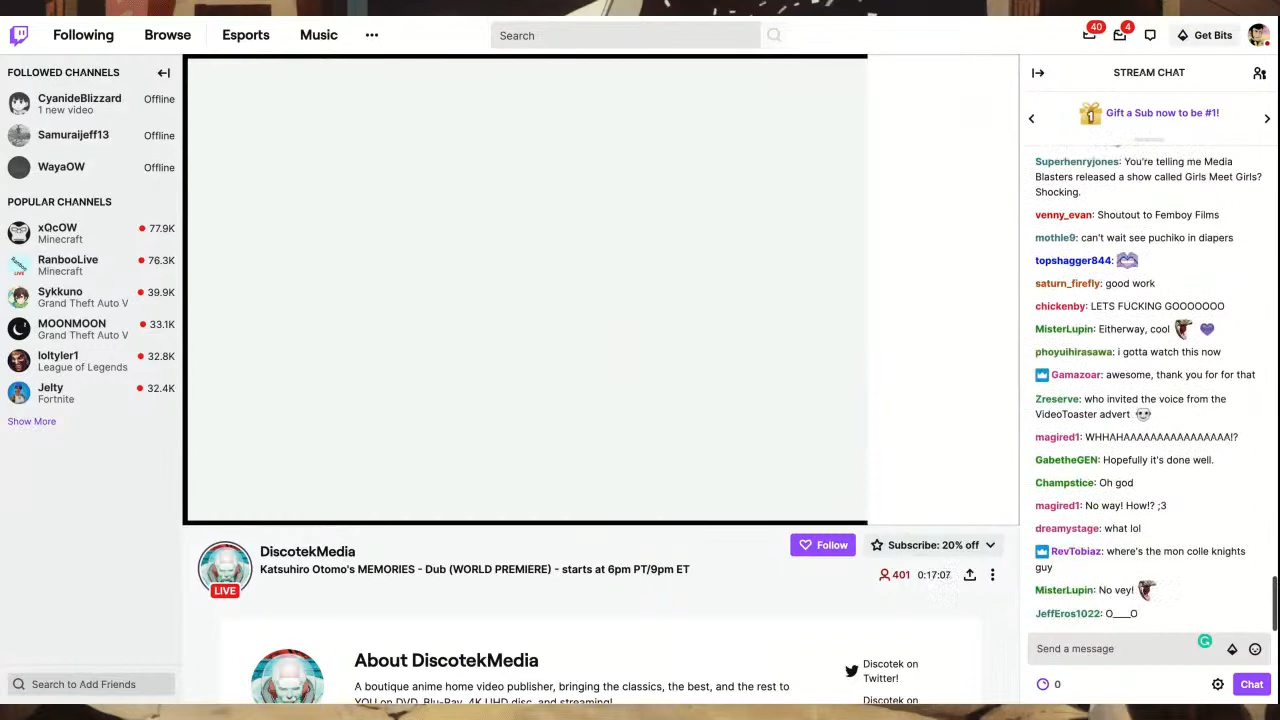 Following
Browse
Esports
Music
Search
40
4
Get Bits
FOLLOWED CHANNELS
CyanideBlizzard
Offline
1 new video
Samuraijeff13
Offline
WayaOW
Offline
POPULAR CHANNELS
xQcOW
77.9K
Minecraft
RanbooLive
76.3K
Minecraft
Sykkuno
39.9K
Grand Theft Auto V
MOONMOON
33.1K
Grand Theft Auto V
loltyler1
32.8K
League of Legends
Jelty
32.4K
Fortnite
Show More
Search to Add Friends
DiscotekMedia
Katsuhiro Otomo's MEMORIES - Dub (WORLD PREMIERE) - starts at 6pm PT/9pm ET
LIVE
Follow
Subscribe: 20% off
401
0:17:07
About DiscotekMedia
A boutique anime home video publisher, bringing the classics, the best, and the rest to
YOU on DVD, Blu-Ray, 4K UHD disc, and streaming!
Discotek on
Twitter!
Discotek on
STREAM CHAT
1
Gift a Sub now to be #1!
Superhenryjones: You're telling me Media
Blasters released a show called Girls Meet Girls?
Shocking.
venny_evan: Shoutout to Femboy Films
mothle9: can't wait see puchiko in diapers
topshagger844:
saturn_firefly: good work
chickenby: LETS FUCKING GOOOOOOO
MisterLupin: Eitherway, cool
phoyuihirasawa: i gotta watch this now
Gamazoar: awesome, thank you for for that
Zreserve: who invited the voice from the
VideoToaster advert
magired1: WHHAHAAAAAAAAAAAAAAAA!?
GabetheGEN: Hopefully it's done well.
Champstice: Oh god
magired1: No way! How!? ;3
dreamystage: what lol
RevTobiaz: where's the mon colle knights
guy
MisterLupin: No vey!
JeffEros1022: O____O
Send a message
0
Chat